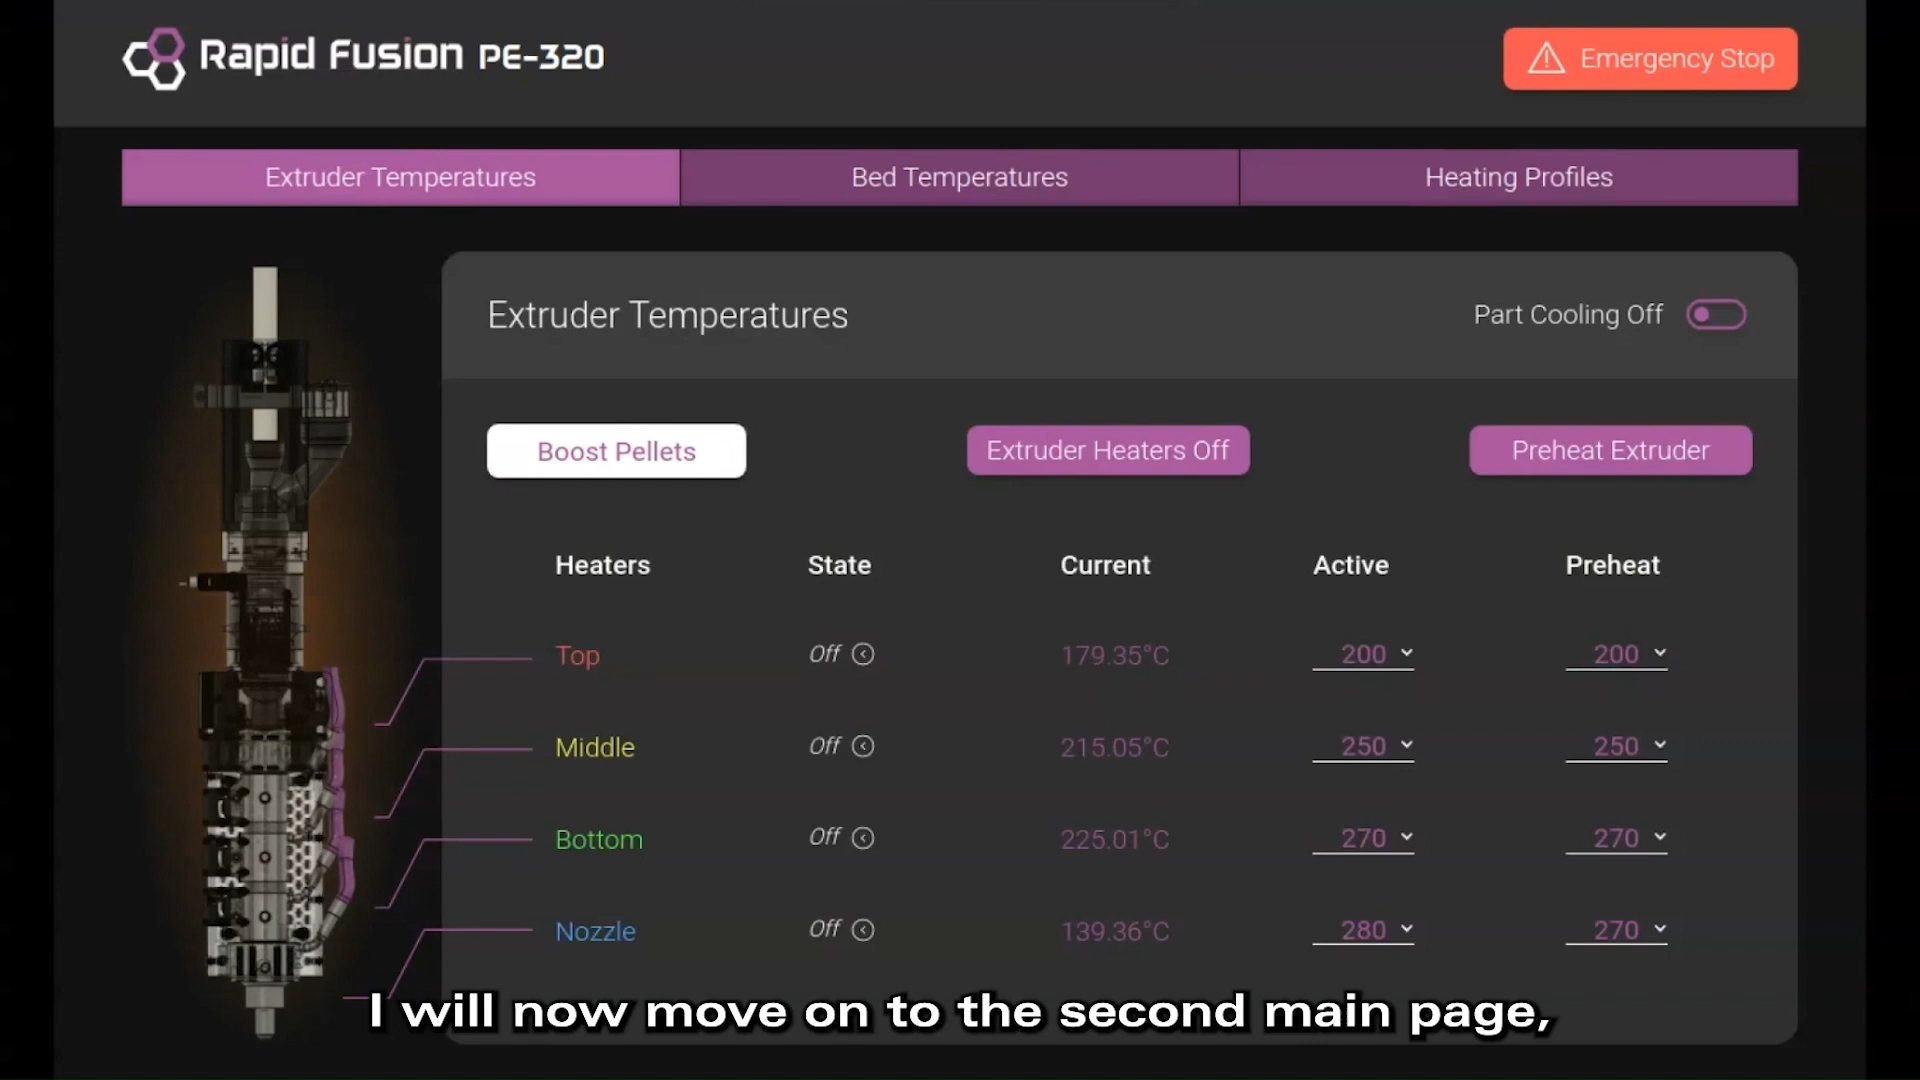 Rapid Fusion PE-320
Emergency Stop
Extruder Temperatures
Bed Temperatures
Heating Profiles
Extruder Temperatures
Part Cooling Off
Boost Pellets
Extruder Heaters Off
Preheat Extruder
Heaters State Current Active Preheat
Top Off 179.35°C 200 200
Middle Off 215.05°C 250 250
Bottom Off 225.01°C 270 270
Nozzle Off 139.36°C 280 270
I will now move on to the second main page,